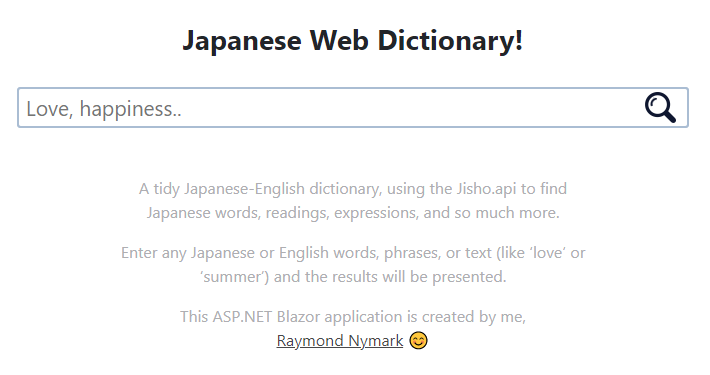 Japanese Web Dictionary!
Love, happiness..
A tidy Japanese-English dictionary, using the Jisho.api to find
Japanese words, readings, expressions, and so much more.
Enter any Japanese or English words, phrases, or text (like ‘love’ or
‘summer’) and the results will be presented.
This ASP.NET Blazor application is created by me,
Raymond Nymark 😊